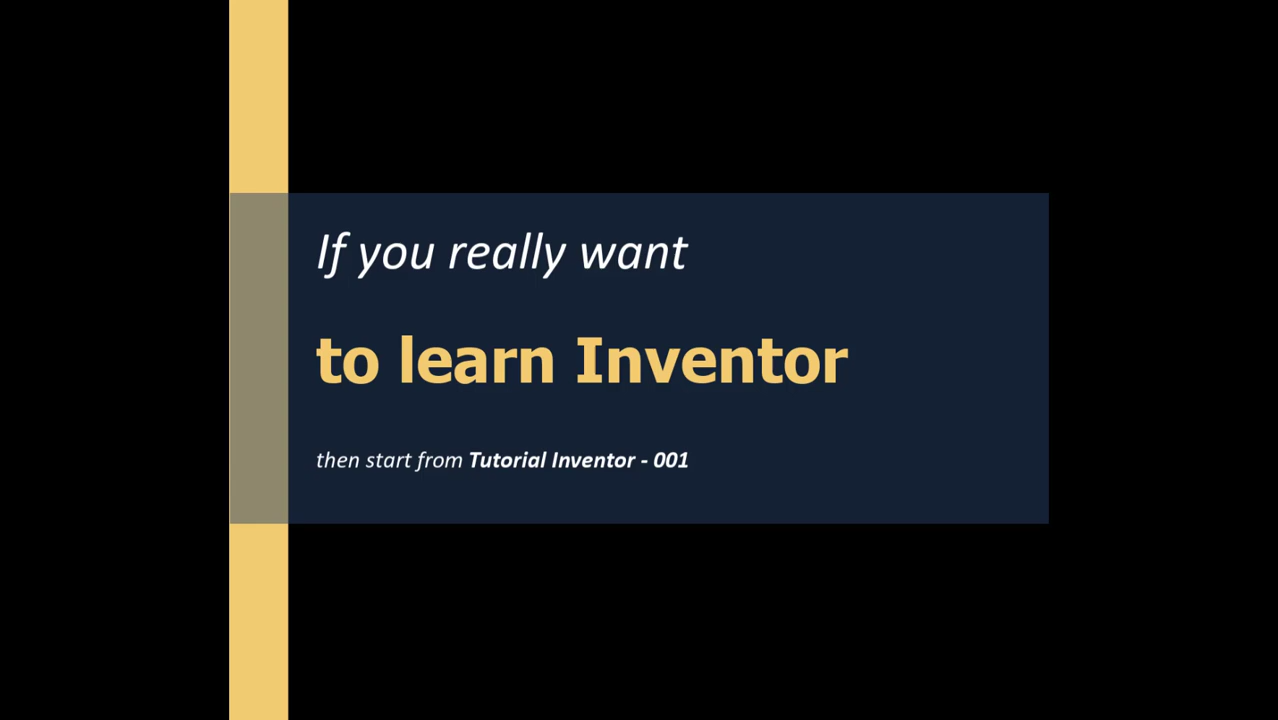 If you really want
to learn Inventor
then start from Tutorial Inventor - 001